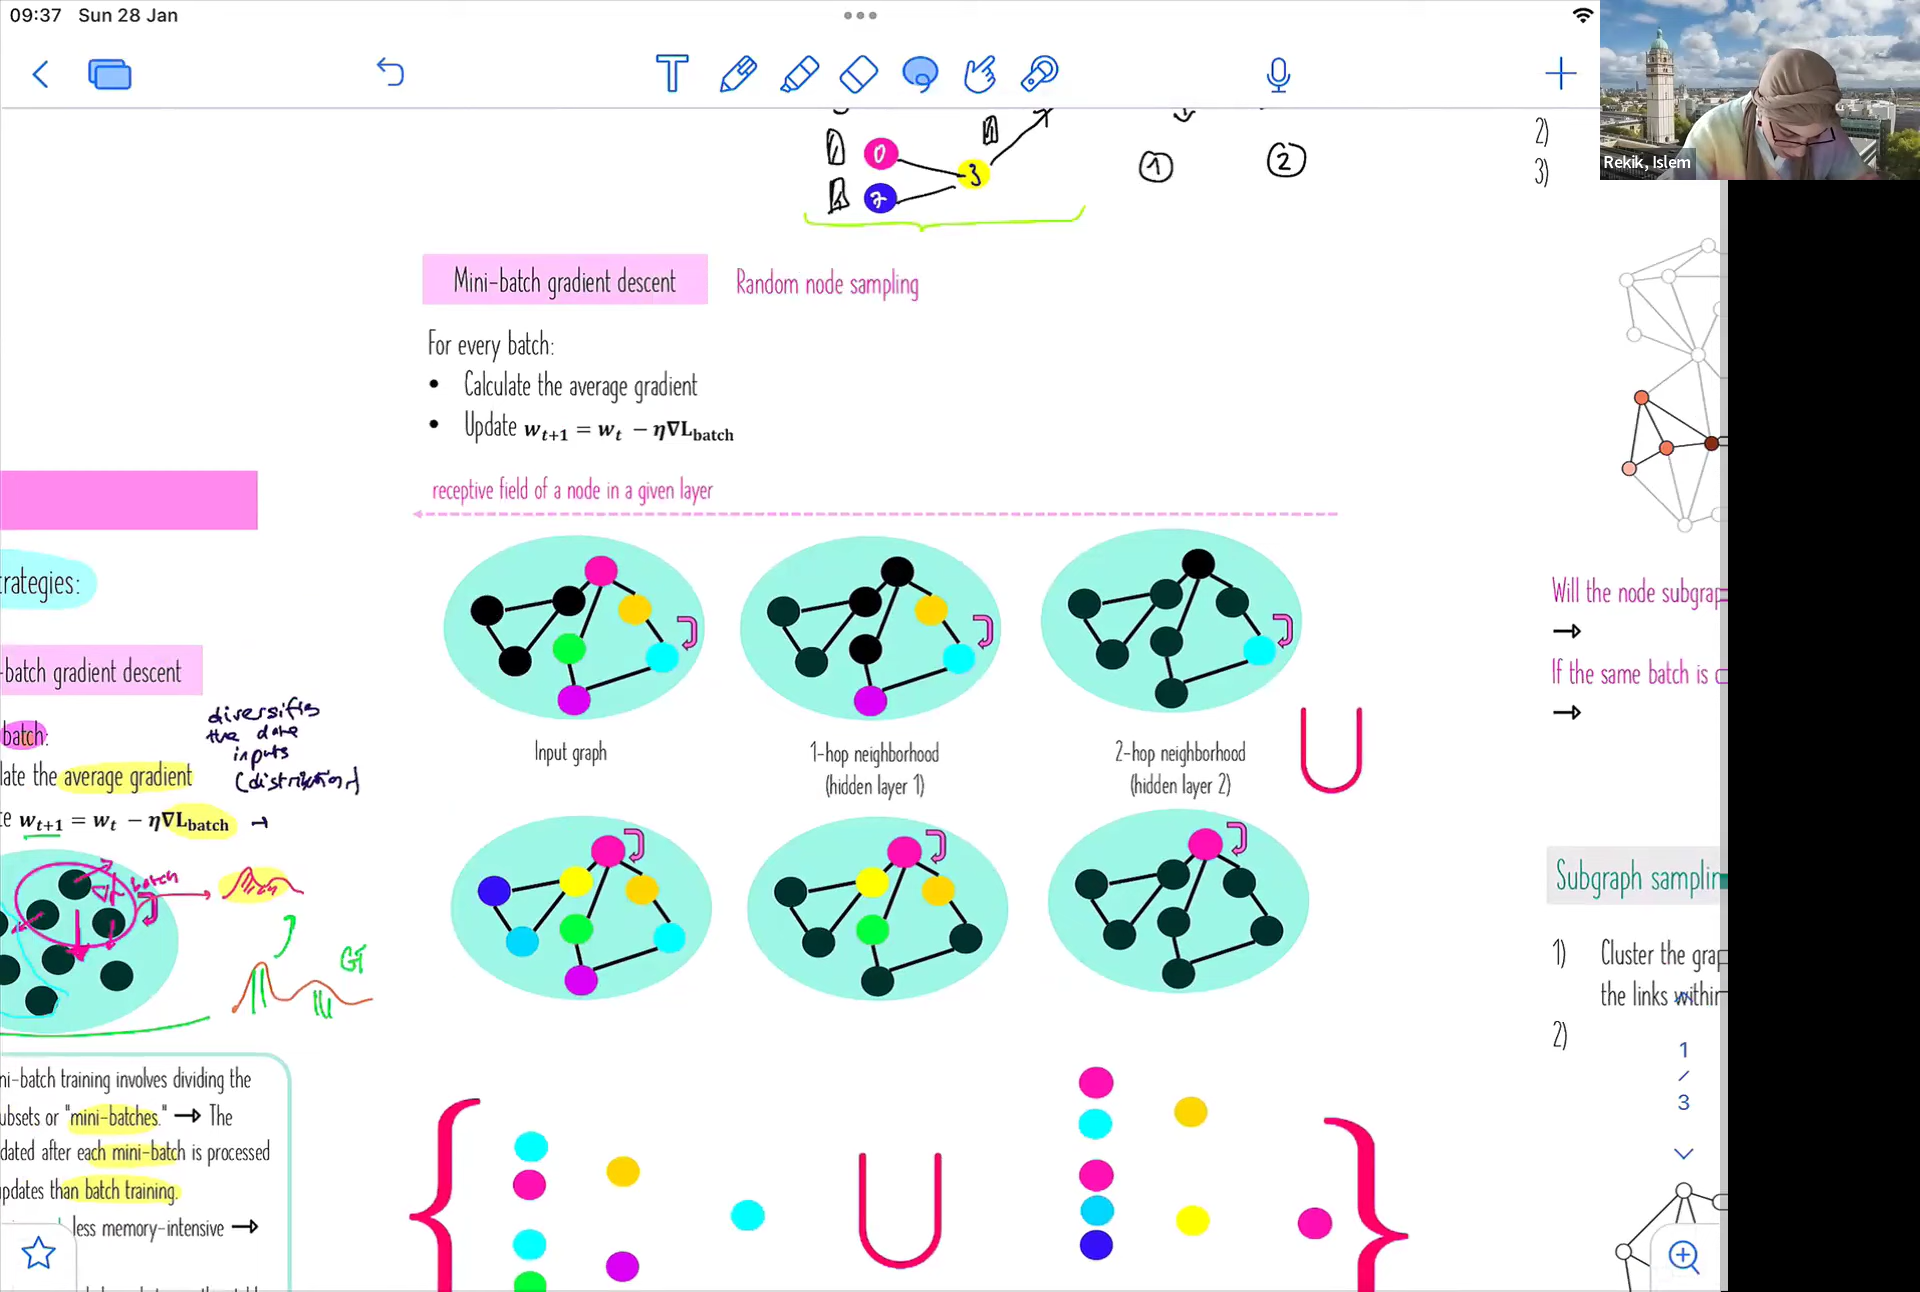 09:37 Sun 28 Jan
Rekik, Islem
0
3
1
2
2)
3)
Mini-batch gradient descent
Random node sampling
For every batch:
• Calculate the average gradient
• Update w_{t+1} = w_t − η∇L_batch
receptive field of a node in a given layer
Input graph
1-hop neighborhood
(hidden layer 1)
2-hop neighborhood
(hidden layer 2)
rategies:
-batch gradient descent
batch:
late the average gradient
te w_{t+1} = w_t − η∇L_batch →
diversifies
the data
inputs
(distribution)
batch
GT
ni-batch training involves dividing the
ubsets or "mini-batches." → The
dated after each mini-batch is processed
pdates than batch training.
less memory-intensive →
Will the node subgrap
→
If the same batch is
→
Subgraph samplin
1) Cluster the grap
the links within
2)
1
/
3